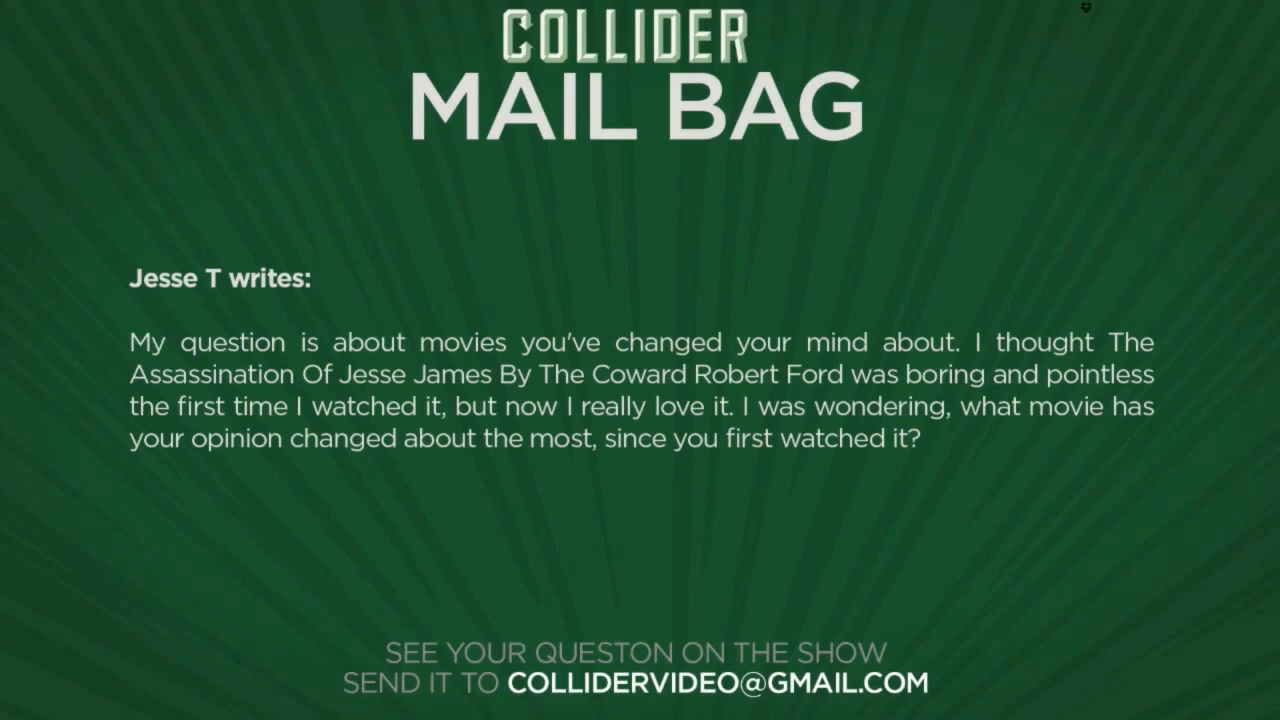 COLLIDER
MAIL BAG
Jesse T writes:
My question is about movies you've changed your mind about. I thought The
Assassination Of Jesse James By The Coward Robert Ford was boring and pointless
the first time I watched it, but now I really love it. I was wondering, what movie has
your opinion changed about the most, since you first watched it?
SEE YOUR QUESTON ON THE SHOW
SEND IT TO COLLIDERVIDEO@GMAIL.COM